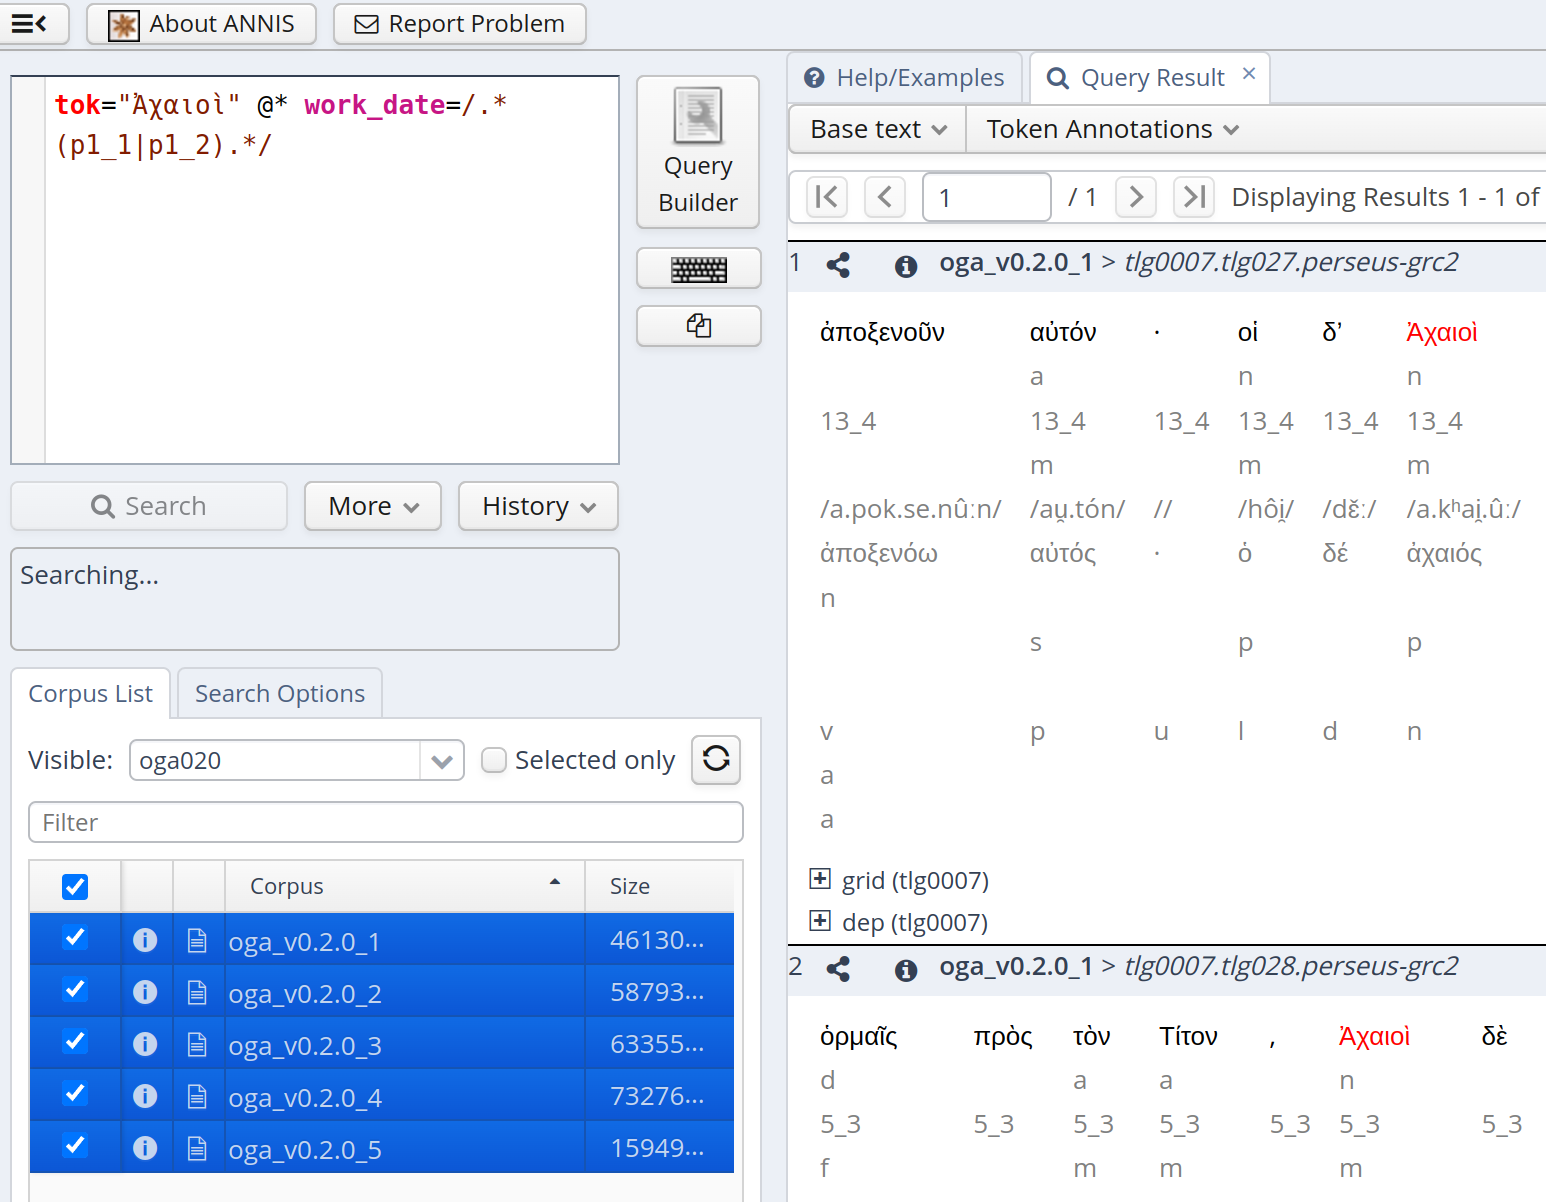 About ANNIS
Report Problem
tok="Ἀχαιοὶ" @* work_date=/.*
(p1_1|p1_2).*/
Query
Builder
Search
More
History
Searching...
Corpus List
Search Options
Visible:
oga020
Selected only
Filter
Corpus
Size
oga_v0.2.0_1
46130...
oga_v0.2.0_2
58793...
oga_v0.2.0_3
63355...
oga_v0.2.0_4
73276...
oga_v0.2.0_5
15949...
Help/Examples
Query Result
Base text
Token Annotations
1
/ 1
Displaying Results 1 - 1 of
1 oga_v0.2.0_1 > tlg0007.tlg027.perseus-grc2
ἀποξενοῦν αὐτόν · οἱ δ’ Ἀχαιοὶ
a n n
13_4 13_4 13_4 13_4 13_4 13_4
m m m
/a.pok.se.nûːn/ /au̯.tón/ // /hôi̯/ /dĕ̌ː/ /a.kʰai̯.ûː/
ἀποξενόω αὐτός · ὁ δέ ἀχαιός
n
s p p
v p u l d n
a
a
grid (tlg0007)
dep (tlg0007)
2 oga_v0.2.0_1 > tlg0007.tlg028.perseus-grc2
ὁρμαῖς πρὸς τὸν Τίτον , Ἀχαιοὶ δὲ
d a a n
5_3 5_3 5_3 5_3 5_3 5_3 5_3
f m m m